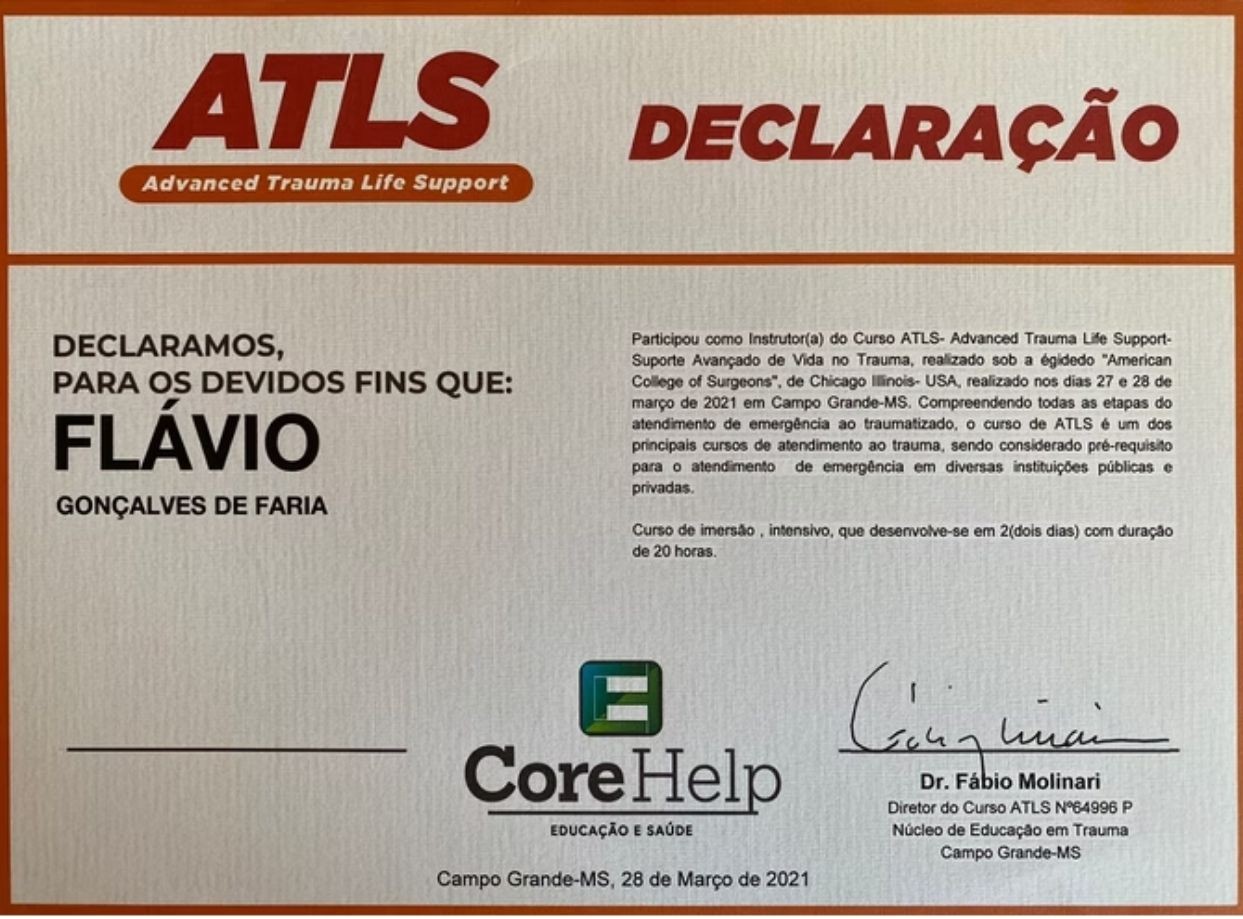 ATLS
Advanced Trauma Life Support
DECLARAÇÃO
DECLARAMOS,
PARA OS DEVIDOS FINS QUE:
FLÁVIO
GONÇALVES DE FARIA
Participou como Instrutor(a) do Curso ATLS- Advanced Trauma Life Support-
Suporte Avançado de Vida no Trauma, realizado sob a égidedo "American
College of Surgeons", de Chicago Illinois- USA, realizado nos dias 27 e 28 de
março de 2021 em Campo Grande-MS. Compreendendo todas as etapas do
atendimento de emergência ao traumatizado, o curso de ATLS é um dos
principais cursos de atendimento ao trauma, sendo considerado pré-requisito
para o atendimento de emergência em diversas instituições públicas e
privadas.
Curso de imersão , intensivo, que desenvolve-se em 2(dois dias) com duração
de 20 horas.
CoreHelp
EDUCAÇÃO E SAÚDE
Dr. Fábio Molinari
Diretor do Curso ATLS Nº64996 P
Núcleo de Educação em Trauma
Campo Grande-MS
Campo Grande-MS, 28 de Março de 2021